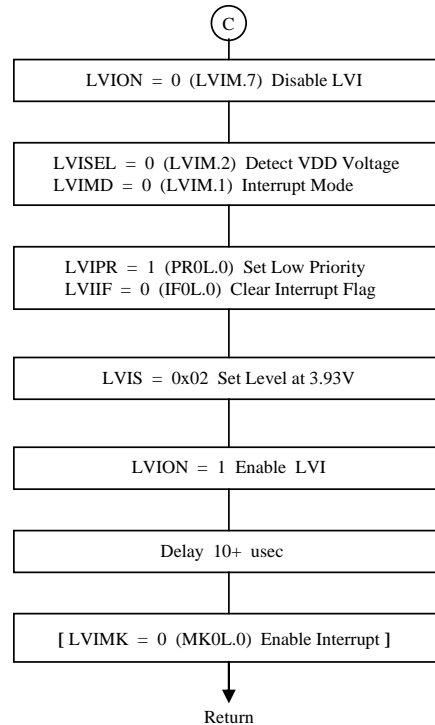 C
LVION = 0 (LVIM.7) Disable LVI
LVISEL = 0 (LVIM.2) Detect VDD Voltage
LVIMD = 0 (LVIM.1) Interrupt Mode
LVIPR = 1 (PR0L.0) Set Low Priority
LVIIF = 0 (IF0L.0) Clear Interrupt Flag
LVIS = 0x02 Set Level at 3.93V
LVION = 1 Enable LVI
Delay 10+ usec
[ LVIMK = 0 (MK0L.0) Enable Interrupt ]
Return